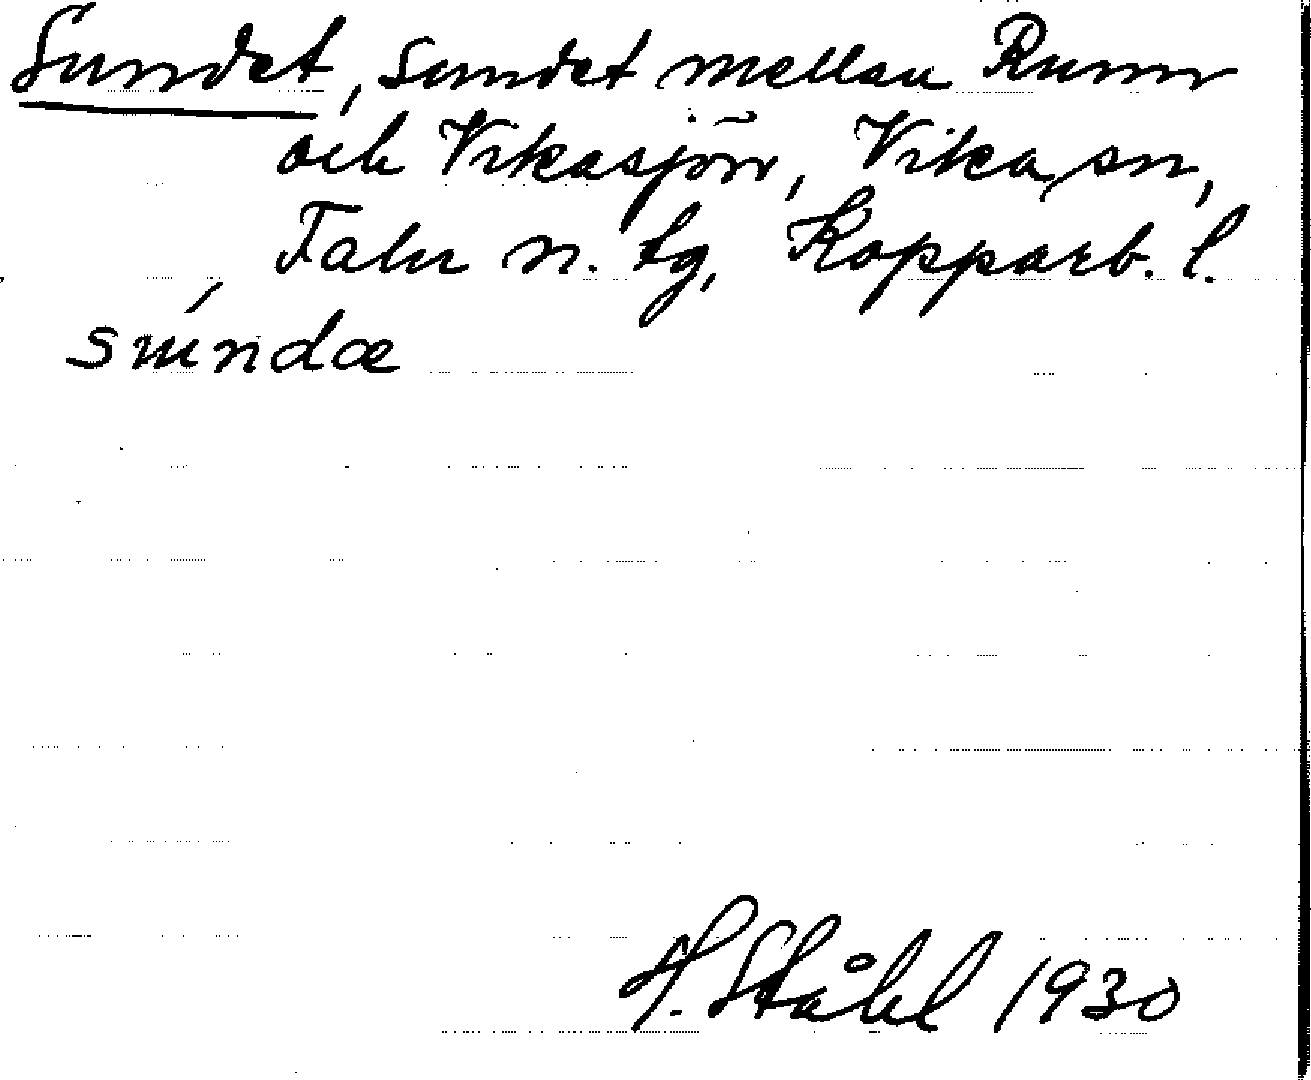 Sundet, Sundet mellan Runn
och Vikasjön, Vika sn,
Falu n. tg, Kopparb. l.
súndæ
H. Ståhl 1930